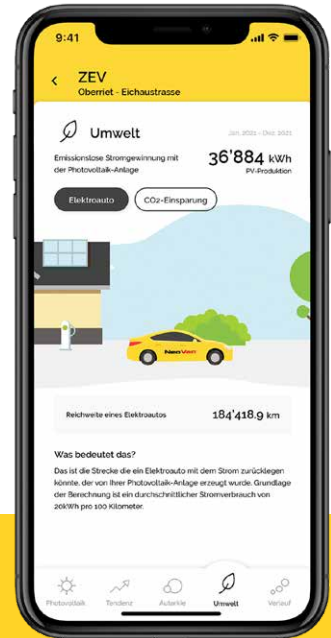 9:41
ZEV
Oberriet - Eichaustrasse
Umwelt
Jan. 2021 - Dez. 2021
Emissionslose Stromgewinnung mit
der Photovoltaik-Anlage
36'884 kWh
PV-Produktion
Elektroauto
CO2-Einsparung
NeoVac
Reichweite eines Elektroautos
184'418.9 km
Was bedeutet das?
Das ist die Strecke die ein Elektroauto mit dem Strom zurücklegen
könnte, der von Ihrer Photovoltaik-Anlage erzeugt wurde. Grundlage
der Berechnung ist ein durchschnittlicher Stromverbrauch von
20kWh pro 100 Kilometer.
Photovoltaik
Tendenz
Autarkie
Umwelt
Verlauf